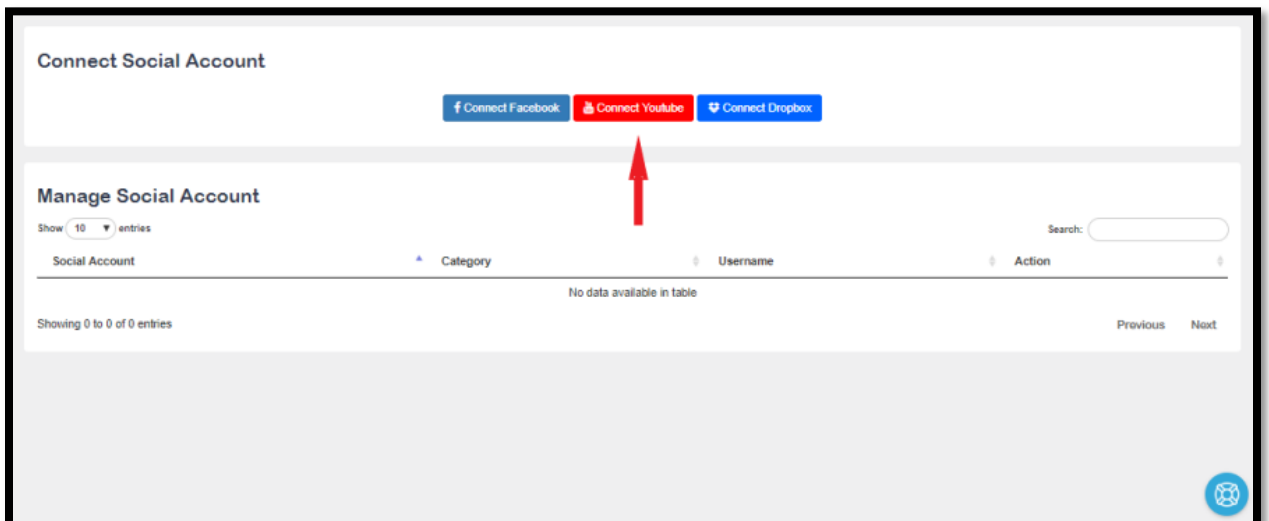 Connect Social Account
Connect Facebook Connect Youtube Connect Dropbox
Manage Social Account
Show 10 entries Search:
Social Account Category Username Action
No data available in table
Showing 0 to 0 of 0 entries Previous Next